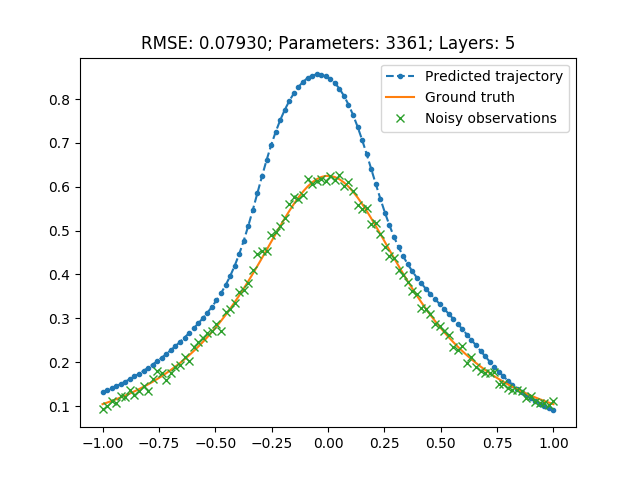 RMSE: 0.07930; Parameters: 3361; Layers: 5
Predicted trajectory
Ground truth
Noisy observations
0.8
0.7
0.6
0.5
0.4
0.3
0.2
0.1
−1.00 −0.75 −0.50 −0.25 0.00 0.25 0.50 0.75 1.00